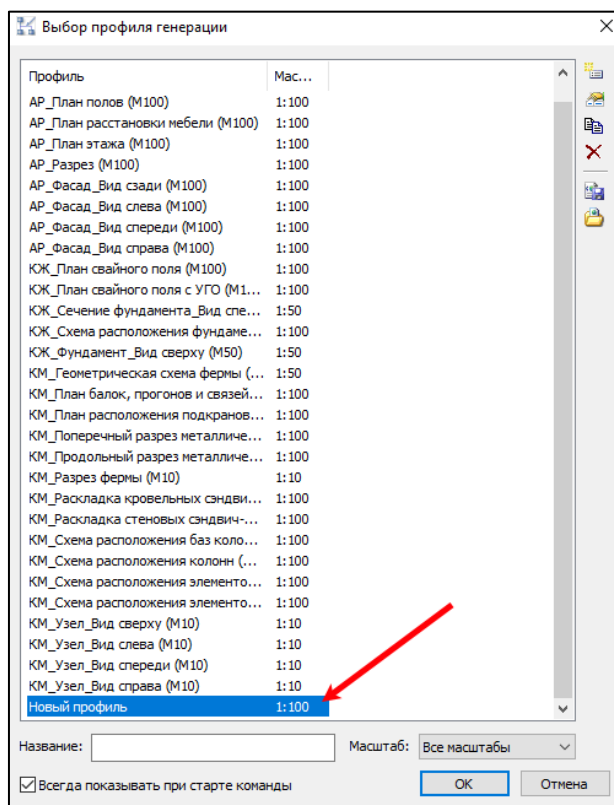 Выбор профиля генерации
Профиль Мас...
АР_План полов (М100) 1:100
АР_План расстановки мебели (М100) 1:100
АР_План этажа (М100) 1:100
АР_Разрез (М100) 1:100
АР_Фасад_Вид сзади (М100) 1:100
АР_Фасад_Вид слева (М100) 1:100
АР_Фасад_Вид спереди (М100) 1:100
АР_Фасад_Вид справа (М100) 1:100
КЖ_План свайного поля (М100) 1:100
КЖ_План свайного поля с УГО (М1... 1:100
КЖ_Сечение фундамента_Вид спе... 1:50
КЖ_Схема расположения фундаме... 1:100
КЖ_Фундамент_Вид сверху (М50) 1:50
КМ_Геометрическая схема фермы (... 1:50
КМ_План балок, прогонов и связей... 1:100
КМ_План расположения подкранов... 1:100
КМ_Поперечный разрез металличе... 1:100
КМ_Продольный разрез металличе... 1:100
КМ_Разрез фермы (М10) 1:10
КМ_Раскладка кровельных сэндви... 1:100
КМ_Раскладка стеновых сэндвич-... 1:100
КМ_Схема расположения баз коло... 1:100
КМ_Схема расположения колонн (... 1:100
КМ_Схема расположения элементо... 1:100
КМ_Схема расположения элементо... 1:100
КМ_Узел_Вид сверху (М10) 1:10
КМ_Узел_Вид слева (М10) 1:10
КМ_Узел_Вид спереди (М10) 1:10
КМ_Узел_Вид справа (М10) 1:10
Новый профиль 1:100
Название: Масштаб: Все масштабы
Всегда показывать при старте команды ОК Отмена